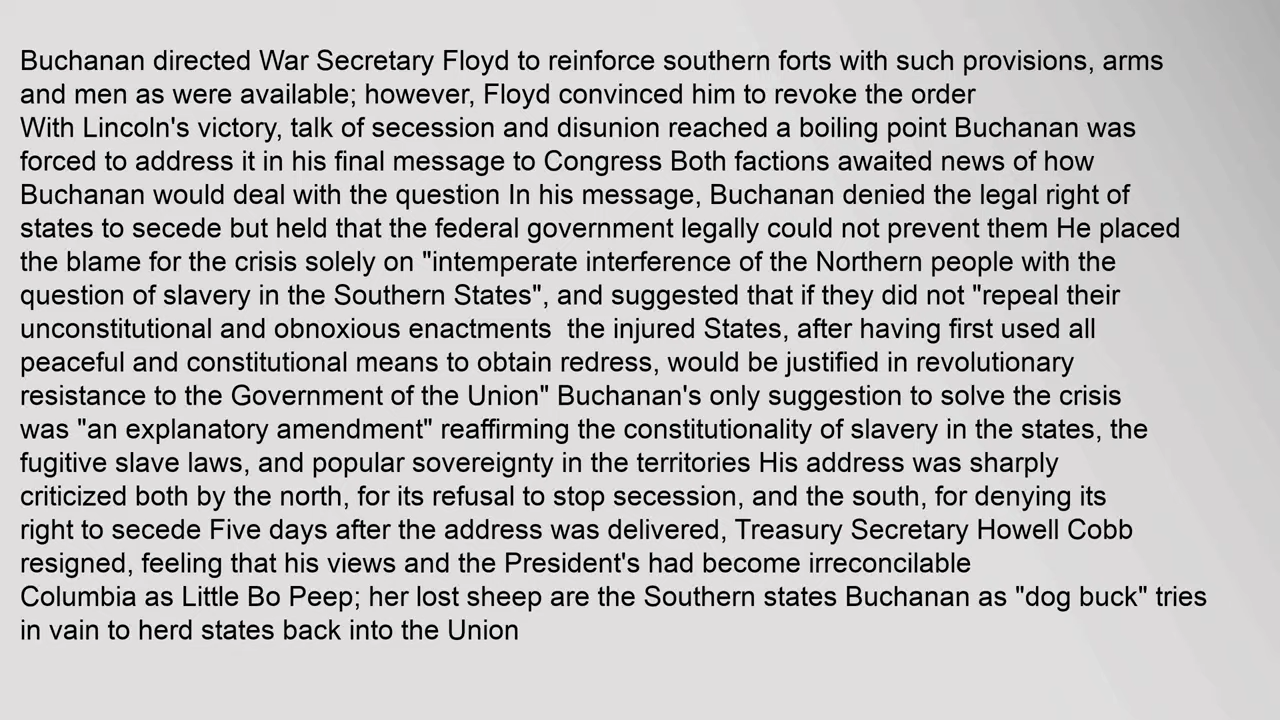 Buchanan directed War Secretary Floyd to reinforce southern forts with such provisions, arms
and men as were available; however, Floyd convinced him to revoke the order
With Lincoln's victory, talk of secession and disunion reached a boiling point Buchanan was
forced to address it in his final message to Congress Both factions awaited news of how
Buchanan would deal with the question In his message, Buchanan denied the legal right of
states to secede but held that the federal government legally could not prevent them He placed
the blame for the crisis solely on "intemperate interference of the Northern people with the
question of slavery in the Southern States", and suggested that if they did not "repeal their
unconstitutional and obnoxious enactments  the injured States, after having first used all
peaceful and constitutional means to obtain redress, would be justified in revolutionary
resistance to the Government of the Union" Buchanan's only suggestion to solve the crisis
was "an explanatory amendment" reaffirming the constitutionality of slavery in the states, the
fugitive slave laws, and popular sovereignty in the territories His address was sharply
criticized both by the north, for its refusal to stop secession, and the south, for denying its
right to secede Five days after the address was delivered, Treasury Secretary Howell Cobb
resigned, feeling that his views and the President's had become irreconcilable
Columbia as Little Bo Peep; her lost sheep are the Southern states Buchanan as "dog buck" tries
in vain to herd states back into the Union